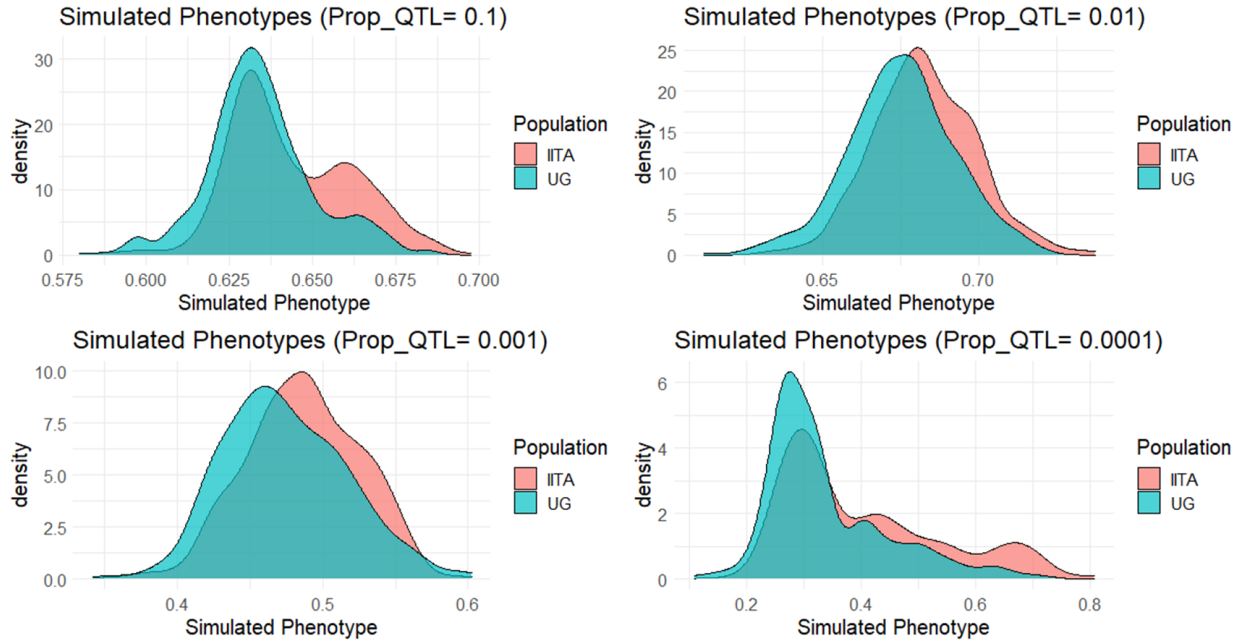 Simulated Phenotypes (Prop_QTL= 0.1)
30
20
10
0
density
0.575 0.600 0.625 0.650 0.675 0.700
Simulated Phenotype
Population
IITA
UG
Simulated Phenotypes (Prop_QTL= 0.01)
25
20
15
10
5
0
density
0.65 0.70
Simulated Phenotype
Population
IITA
UG
Simulated Phenotypes (Prop_QTL= 0.001)
10.0
7.5
5.0
2.5
0.0
density
0.4 0.5 0.6
Simulated Phenotype
Population
IITA
UG
Simulated Phenotypes (Prop_QTL= 0.0001)
6
4
2
0
density
0.2 0.4 0.6 0.8
Simulated Phenotype
Population
IITA
UG